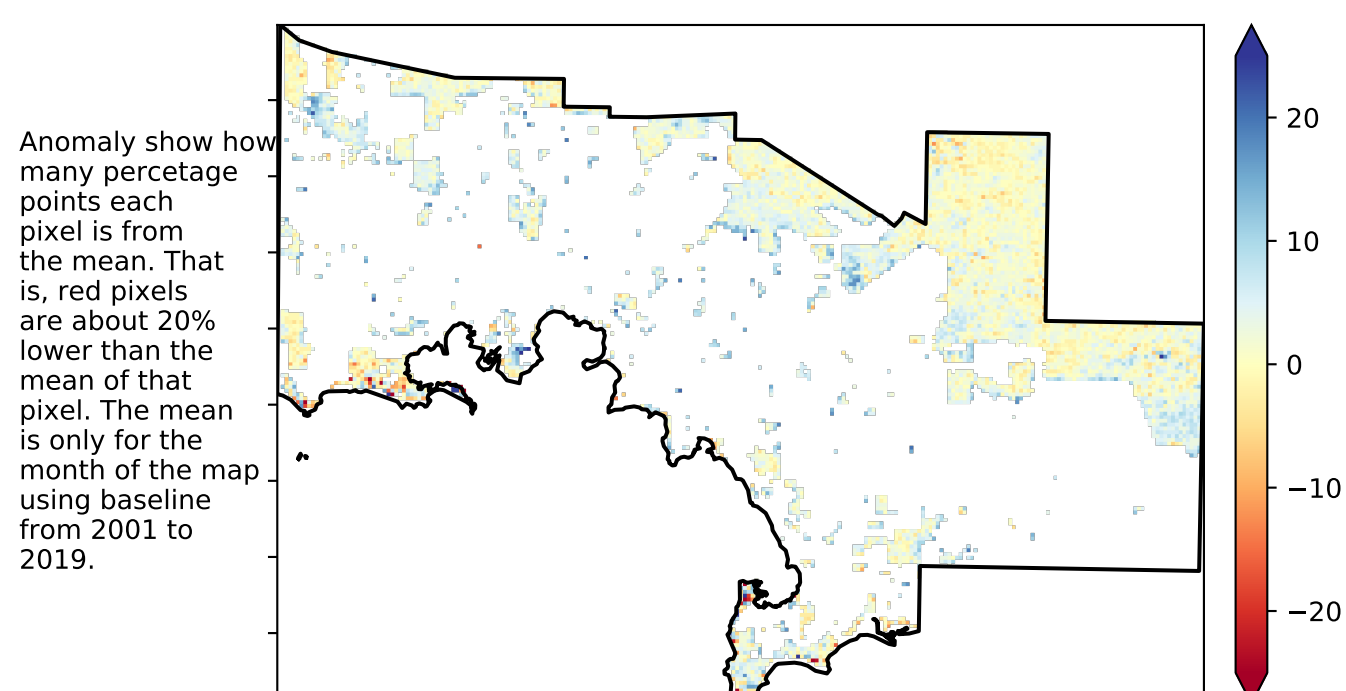 Anomaly show how
many percetage
points each
pixel is from
the mean. That
is, red pixels
are about 20%
lower than the
mean of that
pixel. The mean
is only for the
month of the map
using baseline
from 2001 to
2019.
20
10
0
−10
−20